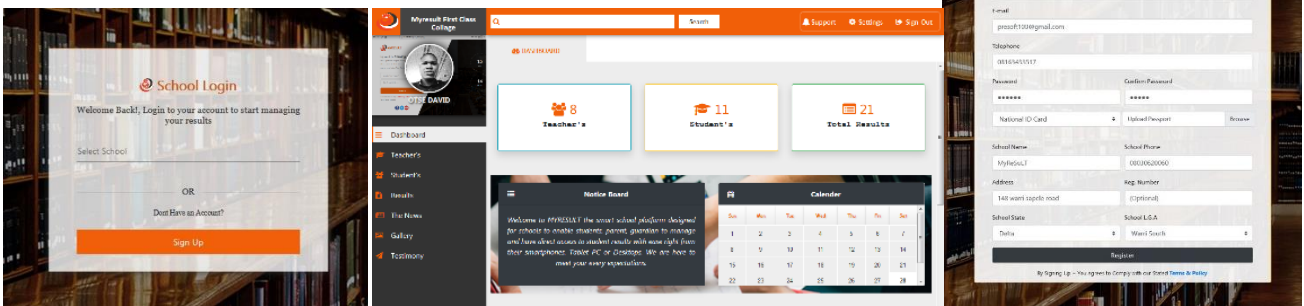 School Login
Welcome Back!, Login to your account to start managing
your results
Select School
OR
Dont Have an Account?
Sign Up
Myresult First Class
Collage
Search
Support
Settings
Sign Out
DAVID
Dashboard
Teacher's
Student's
Results
The News
Gallery
Testimony
DASHBOARD
8
Teacher's
11
Student's
21
Total Results
Notice Board
Welcome to MYRESULT the smart school platform designed
for schools to enable students, parent, guardian to manage
and have direct access to student results with ease right from
their smartphones, Tablet PC or Desktops. We are here to
meet your every expectations.
Calender
Sun Mon Tue Wed Thu Fri Sat
1 2 3 4 5 6 7
8 9 10 11 12 13 14
15 16 17 18 19 20 21
22 23 24 25 26 27 28
E-mail
Telephone
Password
Confirm Password
National ID Card
Upload Passport
Browse
School Name
School Phone
MyReSuLT
08030620060
Address
Reg. Number
148 warri sapele road
(Optional)
School State
School L.G.A
Delta
Warri South
Register
By Signing Up - You agree to Comply with our Stated Terms & Policy